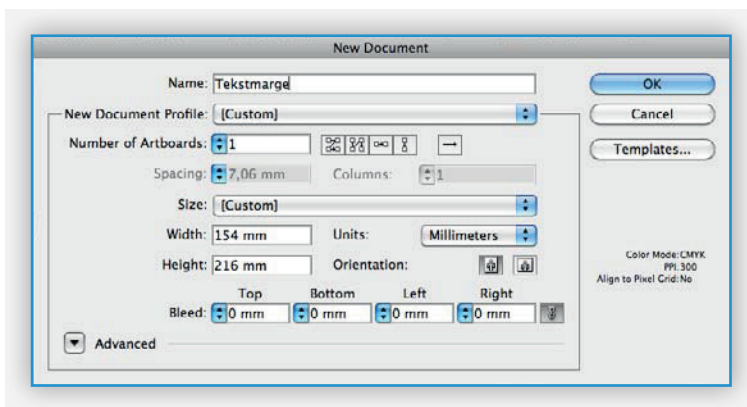 New Document
Name: Tekstmarge OK
New Document Profile: [Custom] Cancel
Number of Artboards: 1 Templates...
Spacing: 7,06 mm Columns: 1
Size: [Custom]
Width: 154 mm Units: Millimeters
Height: 216 mm Orientation:
Color Mode:CMYK
PPI:300
Align to Pixel Grid:No
Top Bottom Left Right
Bleed: 0 mm 0 mm 0 mm 0 mm
Advanced